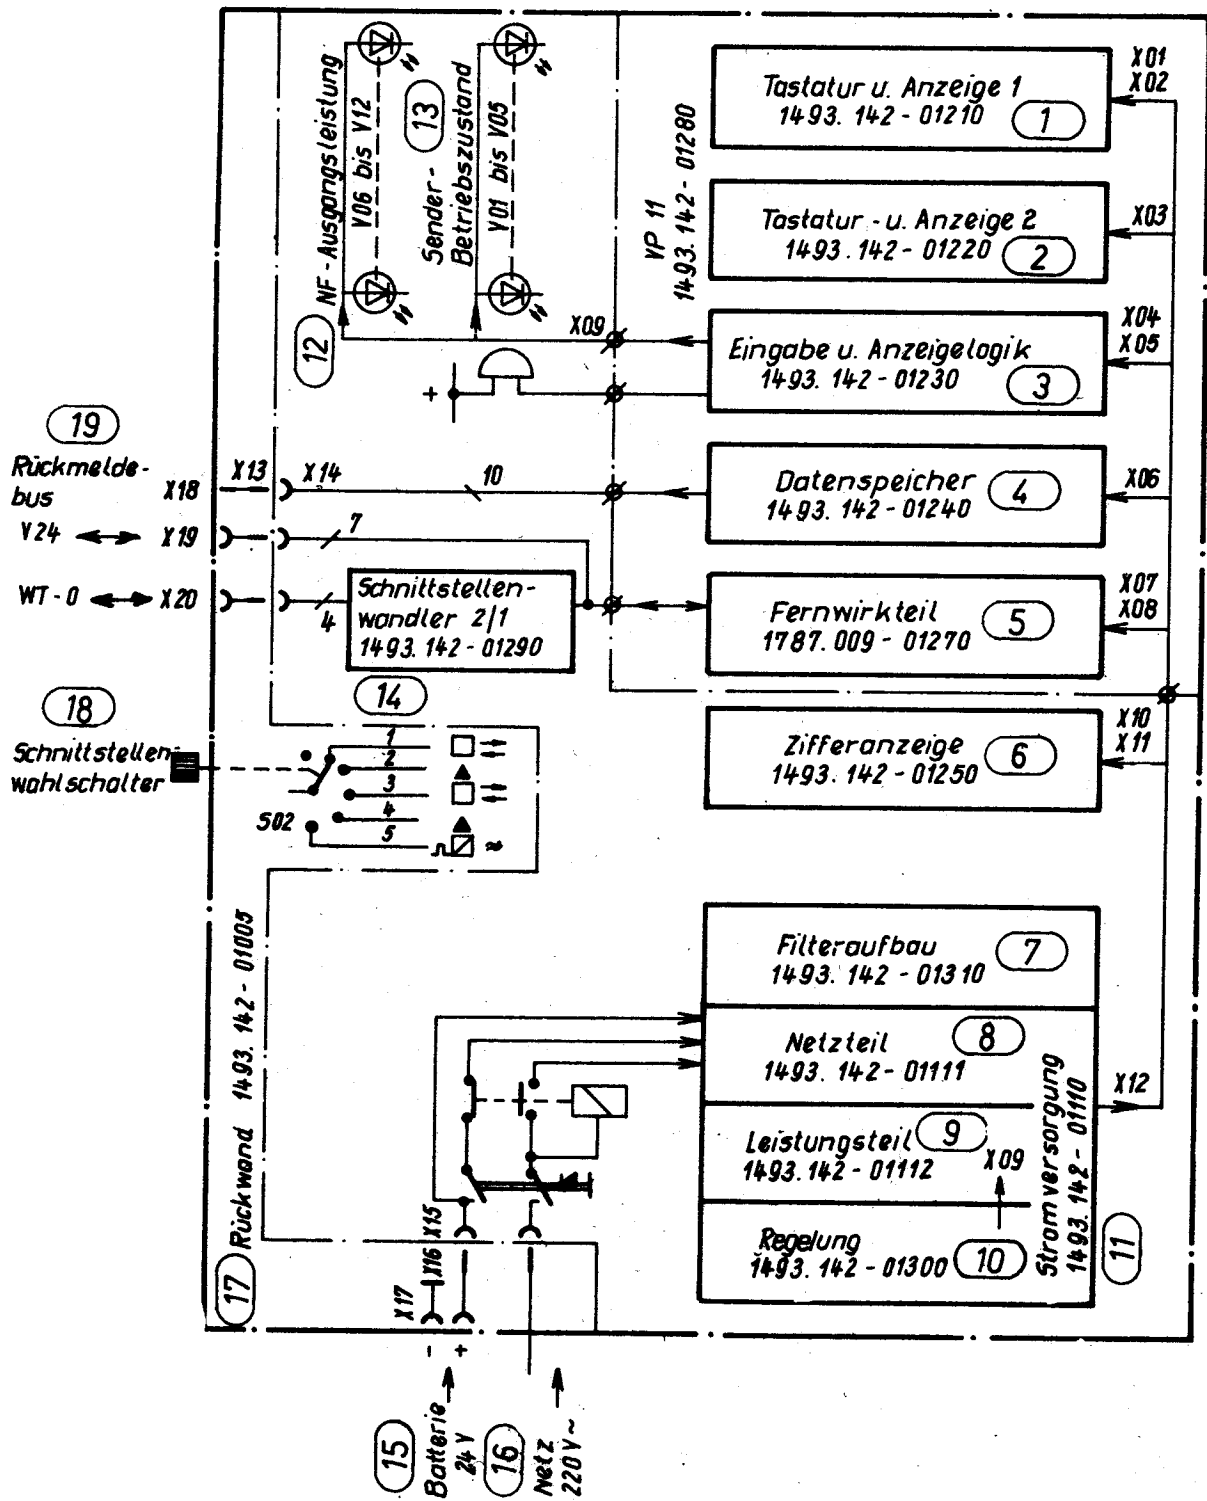 NF-Ausgangsleistung
V06 bis V12
12
13
Sender-
Betriebszustand
V01 bis V05
VP 11
1493.142-01280
Tastatur u. Anzeige 1
1493.142-01210
1
X01
X02
Tastatur-u. Anzeige 2
1493.142-01220
2
X03
X09
Eingabe u. Anzeigelogik
1493.142-01230
3
X04
X05
+
19
Rückmelde-
bus
X18
X13
X14
10
Datenspeicher
1493.142-01240
4
X06
V24
X19
7
WT-0
X20
4
Schnittstellen-
wandler 2/1
1493.142-01290
Fernwirkteil
1787.009-01270
5
X07
X08
18
Schnittstellen-
wahlschalter
14
S02
1
2
3
4
5
≈
Zifferanzeige
1493.142-01250
6
X10
X11
17
Rückwand 1493.142-01005
Filteraufbau
1493.142-01310
7
Netzteil
1493.142-01111
8
Leistungsteil
1493.142-01112
9
X09
Regelung
1493.142-01300
10
Stromversorgung
1493.142-01110
11
X12
X15
X16
X17
-
+
15
Batterie
24V
16
Netz
220V~